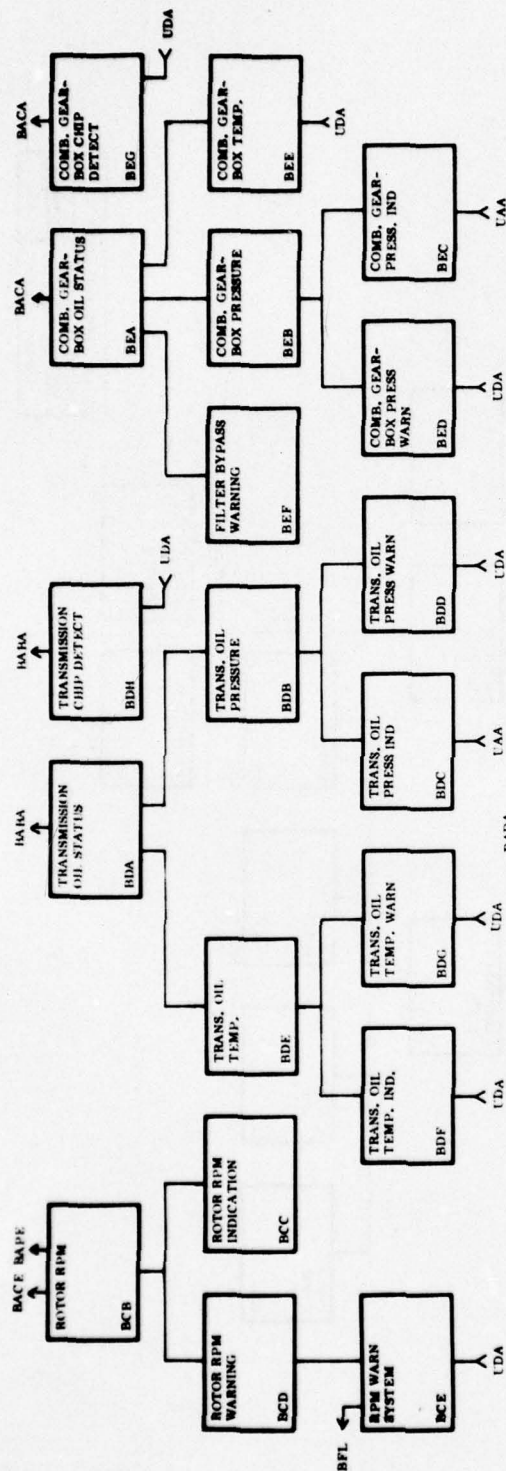 BACE BAPE
ROTOR RPM
BCB
ROTOR RPM
WARNING
BCD
ROTOR RPM
INDICATION
BCC
BFL
RPM WARN
SYSTEM
BCE
UDA
BABA
TRANSMISSION
OIL STATUS
BDA
BABA
TRANSMISSION
CHIP DETECT
BDH
UDA
TRANS. OIL
TEMP.
BDE
TRANS. OIL
PRESSURE
BDB
TRANS. OIL
TEMP. IND.
BDF
UDA
TRANS. OIL
TEMP. WARN
BDG
UDA
TRANS. OIL
PRESS IND
BDC
UAA
TRANS. OIL
PRESS WARN
BDD
UDA
BACA
COMB. GEAR-
BOX OIL STATUS
BEA
BACA
COMB. GEAR-
BOX CHIP
DETECT
BEG
UDA
FILTER BYPASS
WARNING
BEF
COMB. GEAR-
BOX PRESSURE
BEB
COMB. GEAR-
BOX TEMP.
BEE
UDA
COMB. GEAR-
BOX PRESS
WARN
BED
UDA
COMB. GEAR-
PRESS. IND
BEC
UAA